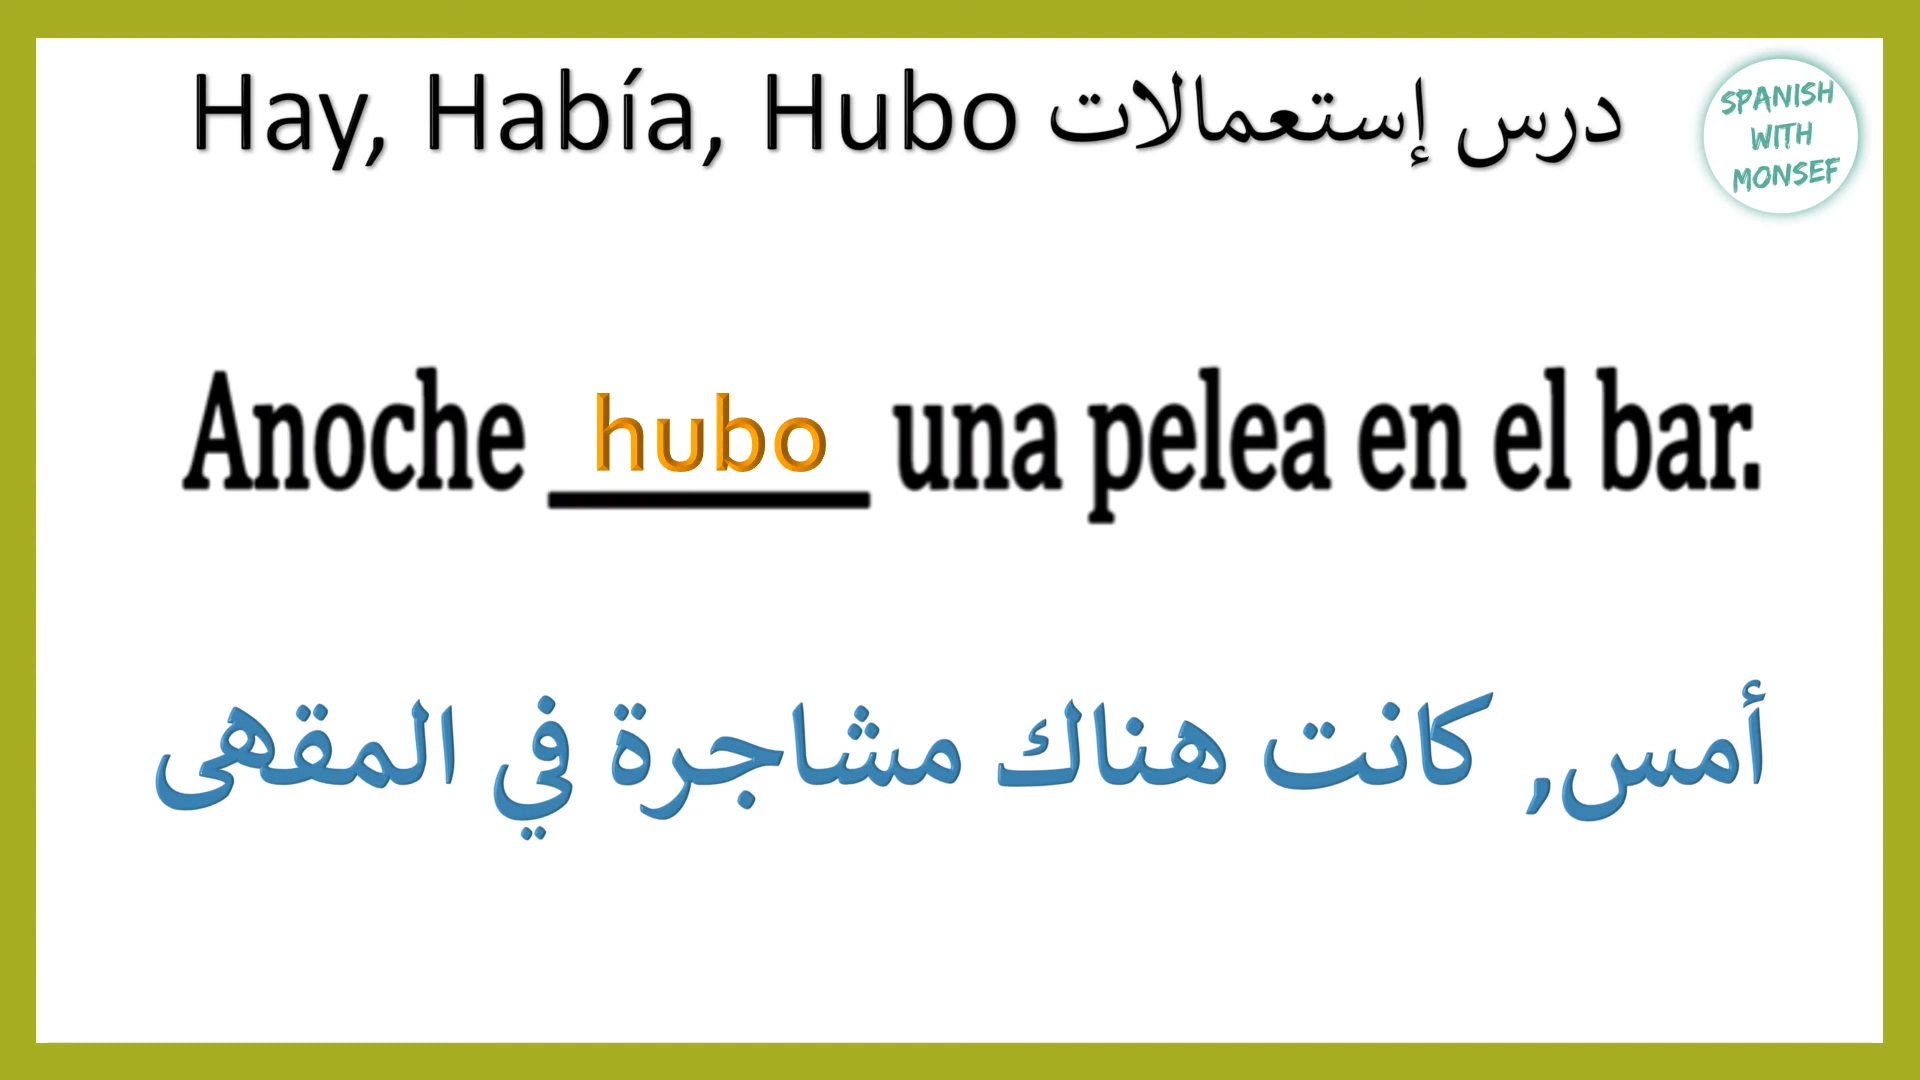 درس إستعمالات Hay, Había, Hubo
SPANISH
WITH
MONSEF
Anoche hubo una pelea en el bar.
أمس, كانت هناك مشاجرة في المقهى